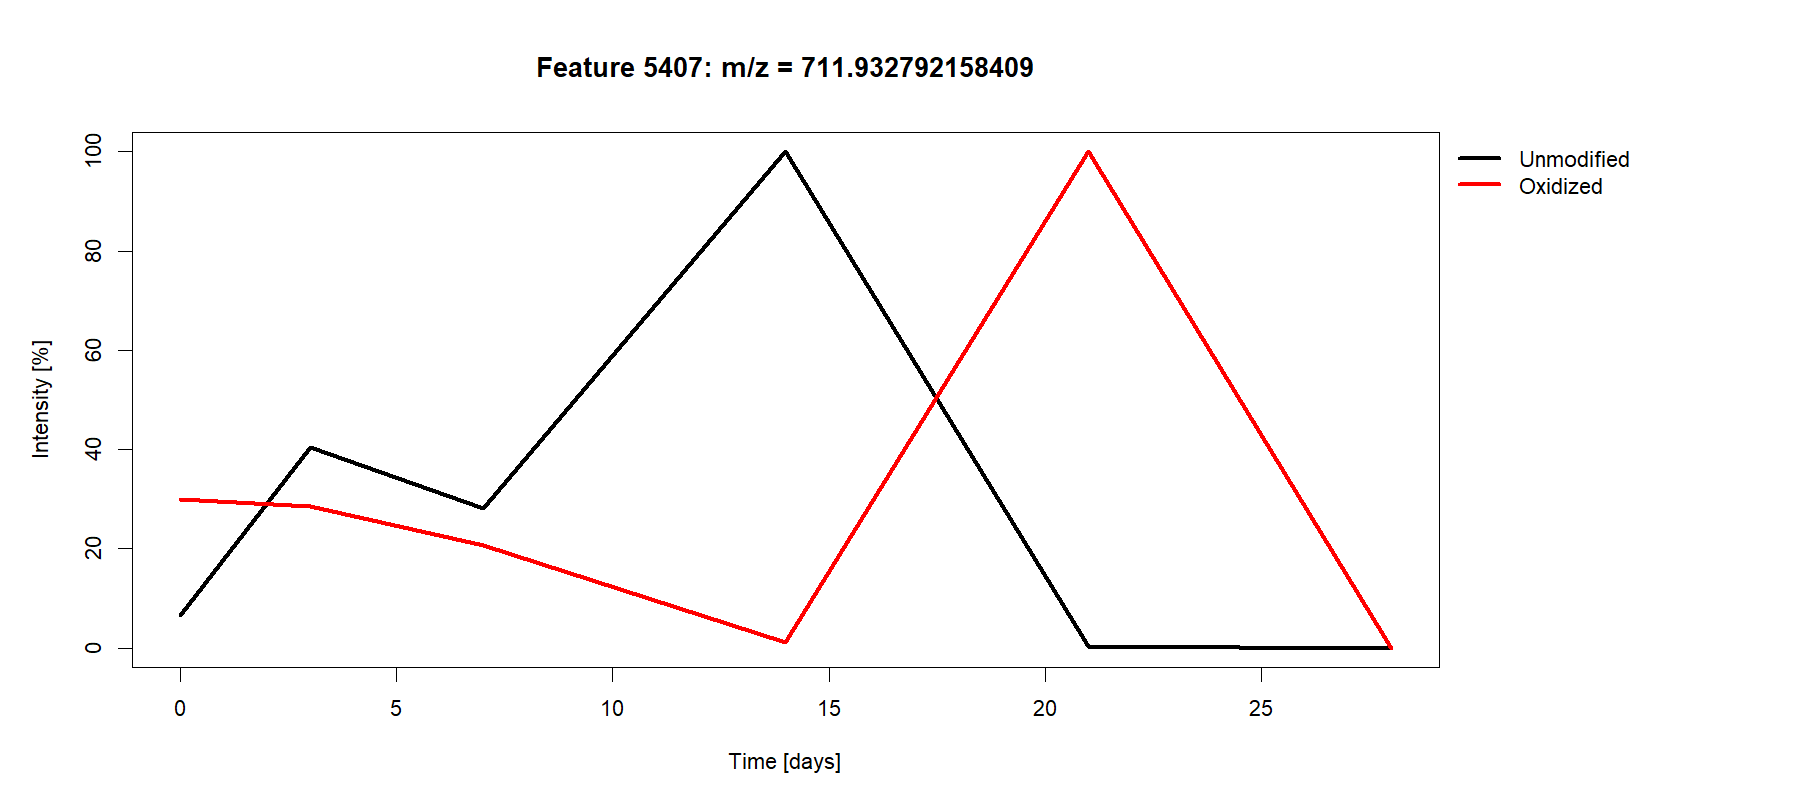 Feature 5407: m/z = 711.932792158409
Unmodified
Oxidized
Intensity [%]
100
80
60
40
20
0
0 5 10 15 20 25
Time [days]